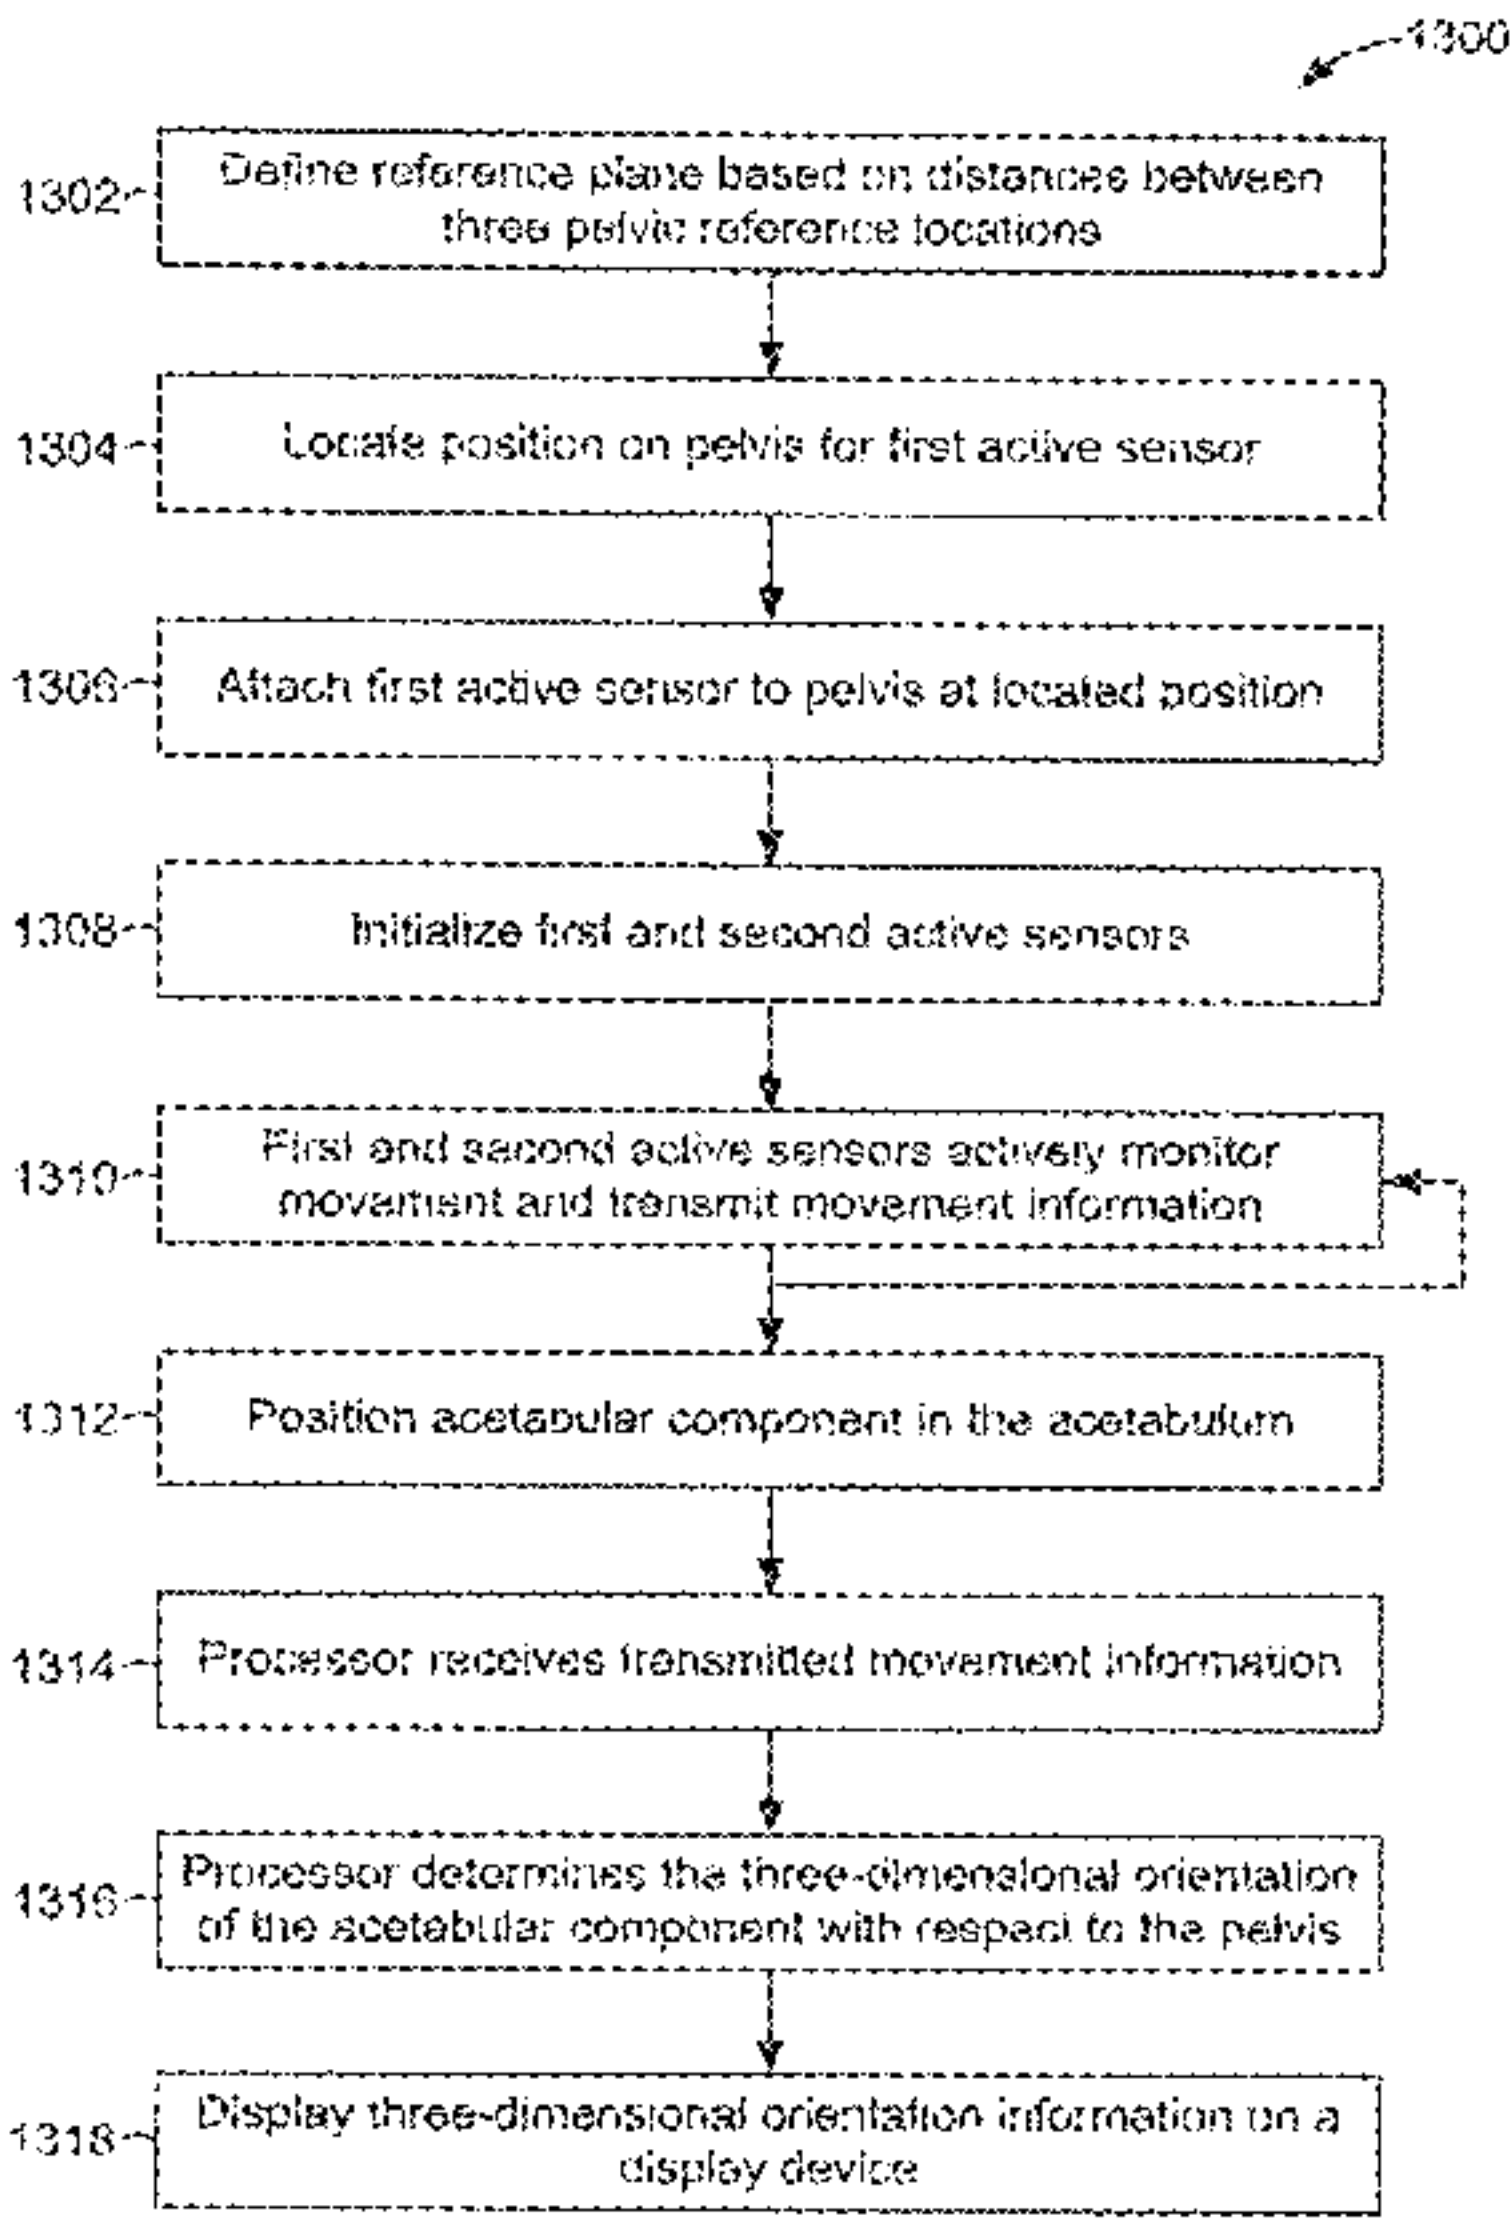 1300
1302
Define reference plane based on distances between
three pelvic reference locations
1304
Locate position on pelvis for first active sensor
1306
Attach first active sensor to pelvis at located position
1308
Initialize first and second active sensors
1310
First and second active sensors actively monitor
movement and transmit movement information
1312
Position acetabular component in the acetabulum
1314
Processor receives transmitted movement information
1316
Processor determines the three-dimensional orientation
of the acetabular component with respect to the pelvis
1318
Display three-dimensional orientation information on a
display device